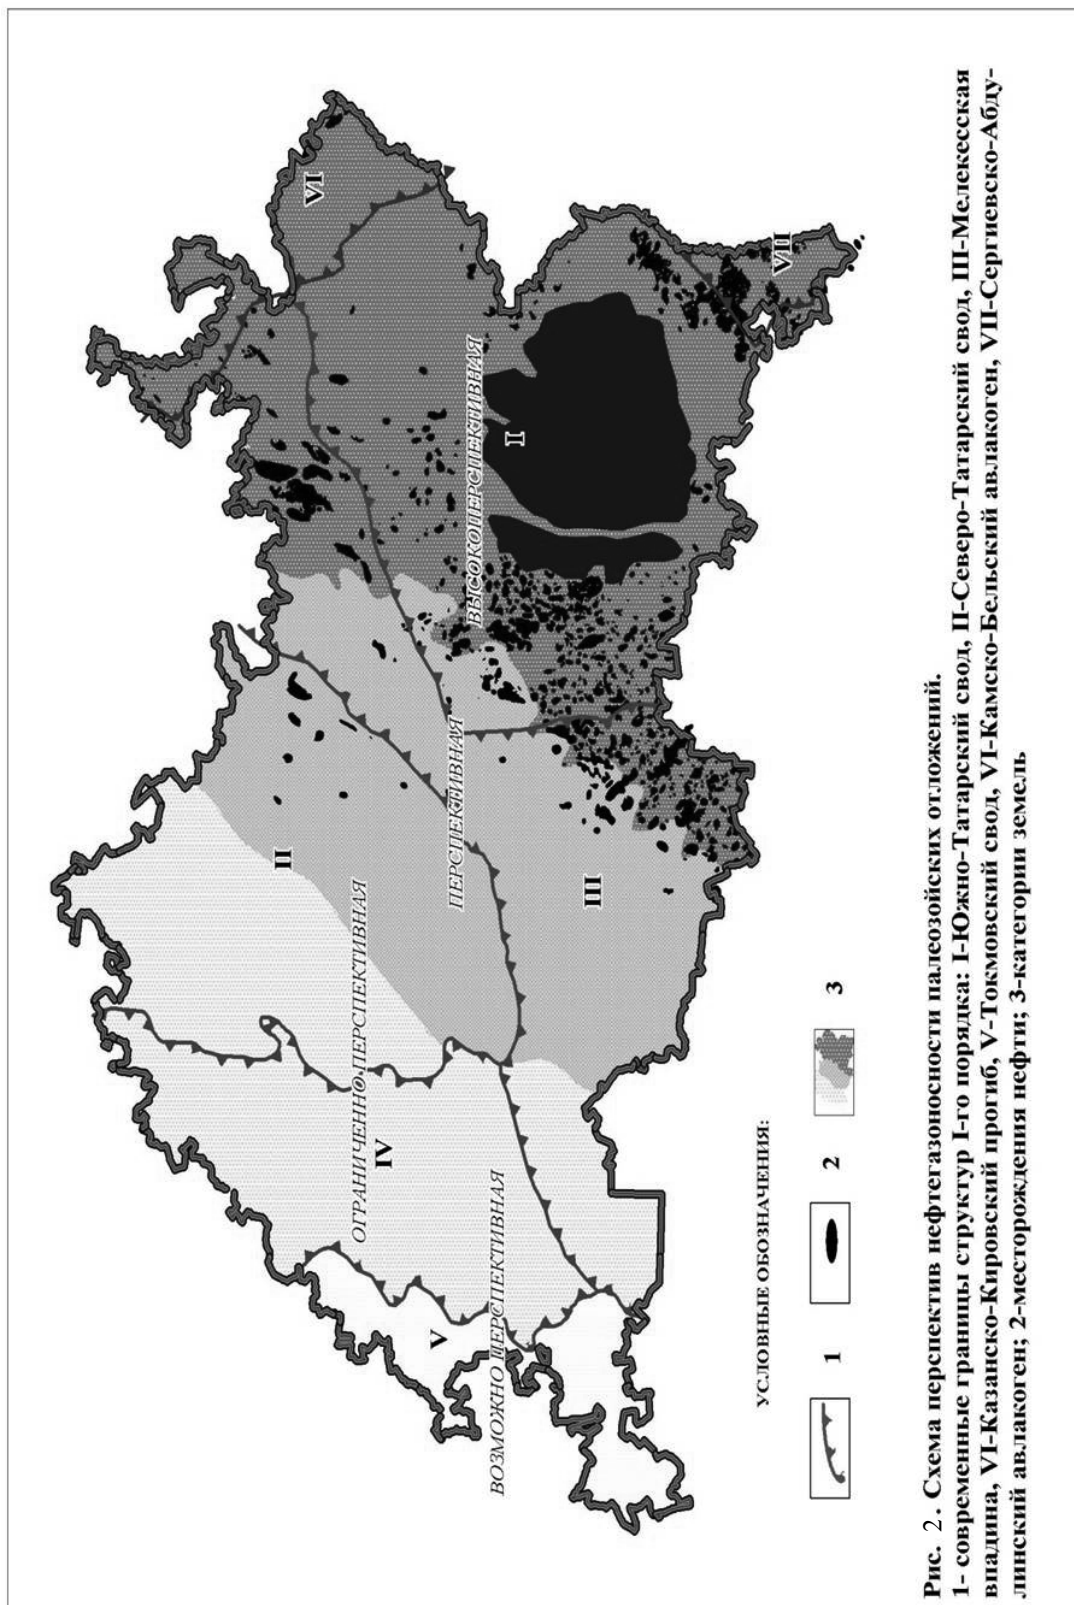 VI
VII
ВЫСОКОПЕРСПЕКТИВНАЯ
I
ПЕРСПЕКТИВНАЯ
II
III
ОГРАНИЧЕННО-ПЕРСПЕКТИВНАЯ
IV
ВОЗМОЖНО ПЕРСПЕКТИВНАЯ
V
УСЛОВНЫЕ ОБОЗНАЧЕНИЯ:
1
2
3
Рис. 2. Схема перспектив нефтегазоносности палеозойских отложений.
1- современные границы структур I-го порядка: I-Южно-Татарский свод, II-Северо-Татарский свод, III-Мелекесская
впадина, VI-Казанско-Кировский прогиб, V-Токмовский свод, VI-Камско-Бельский авлакоген, VII-Сергиевско-Абду-
линский авлакоген; 2-месторождения нефти; 3-категории земель